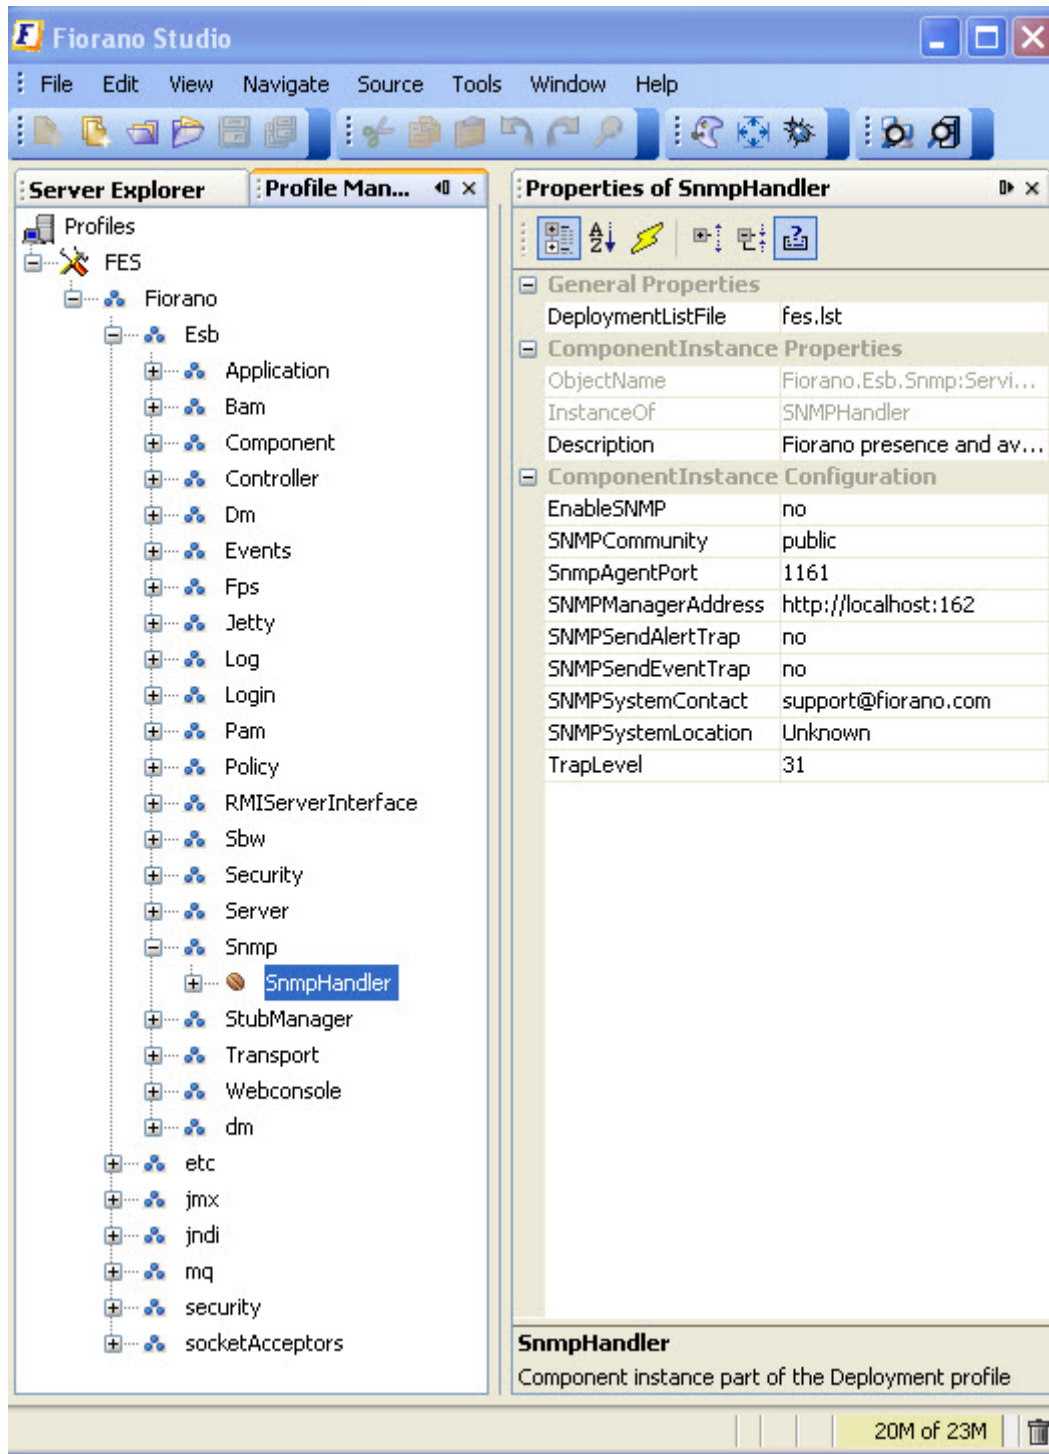 Fiorano Studio
File Edit View Navigate Source Tools Window Help
Server Explorer
Profile Man...
Profiles
FES
Fiorano
Esb
Application
Bam
Component
Controller
Dm
Events
Fps
Jetty
Log
Login
Pam
Policy
RMIServerInterface
Sbw
Security
Server
Snmp
SnmpHandler
StubManager
Transport
Webconsole
dm
etc
jmx
jndi
mq
security
socketAcceptors
Properties of SnmpHandler
General Properties
DeploymentListFile fes.lst
ComponentInstance Properties
ObjectName Fiorano.Esb.Snmp:Servi...
InstanceOf SNMPHandler
Description Fiorano presence and av...
ComponentInstance Configuration
EnableSNMP no
SNMPCommunity public
SnmpAgentPort 1161
SNMPManagerAddress http://localhost:162
SNMPSendAlertTrap no
SNMPSendEventTrap no
SNMPSystemContact support@fiorano.com
SNMPSystemLocation Unknown
TrapLevel 31
SnmpHandler
Component instance part of the Deployment profile
20M of 23M